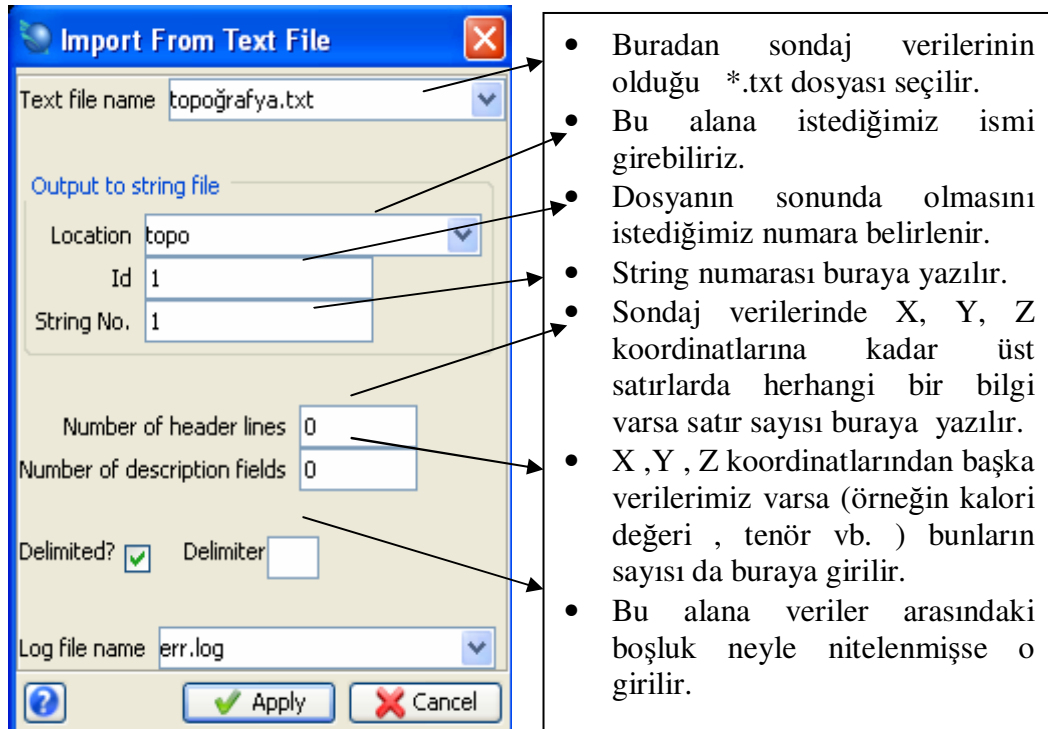 Import From Text File
Text file name topoğrafya.txt
Output to string file
Location topo
Id 1
String No. 1
Number of header lines 0
Number of description fields 0
Delimited? Delimiter
Log file name err.log
? Apply Cancel
• Buradan sondaj verilerinin
olduğu *.txt dosyası seçilir.
• Bu alana istediğimiz ismi
girebiliriz.
• Dosyanın sonunda olmasını
istediğimiz numara belirlenir.
• String numarası buraya yazılır.
• Sondaj verilerinde X, Y, Z
koordinatlarına kadar üst
satırlarda herhangi bir bilgi
varsa satır sayısı buraya yazılır.
• X ,Y , Z koordinatlarından başka
verilerimiz varsa (örneğin kalori
değeri , tenör vb. ) bunların
sayısı da buraya girilir.
• Bu alana veriler arasındaki
boşluk neyle nitelenmişse o
girilir.